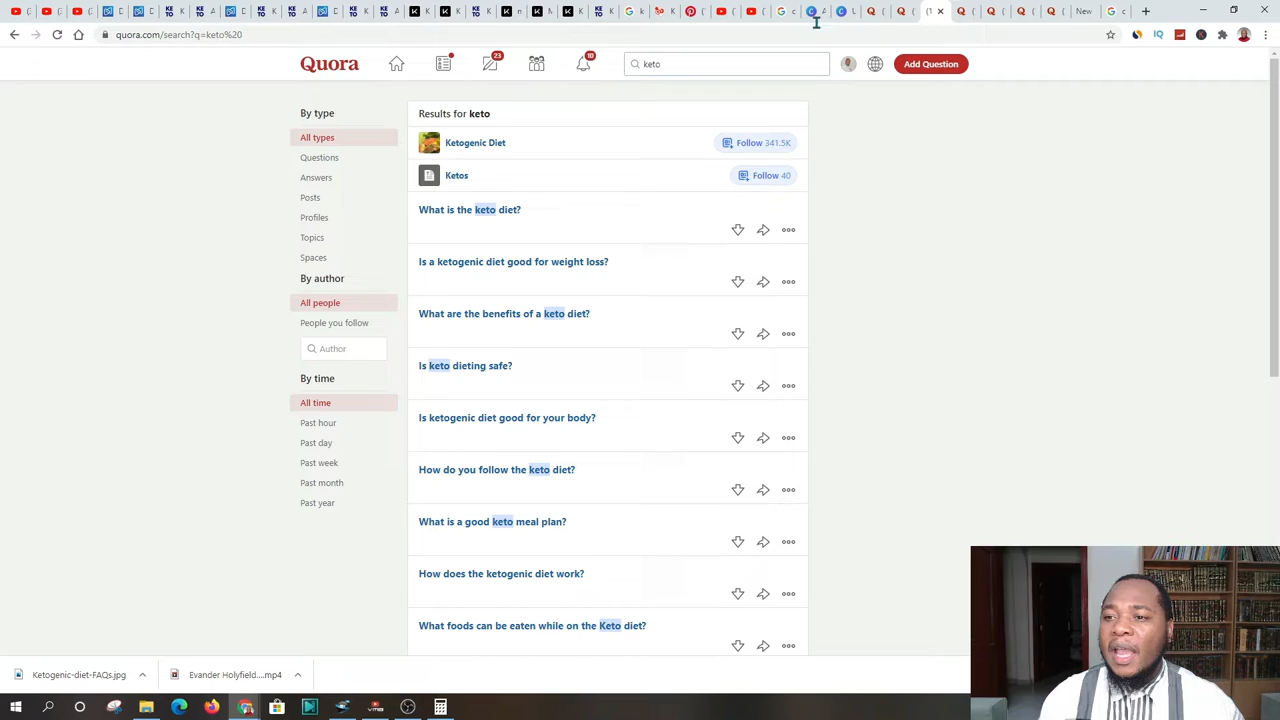 New
quora.com/search?q=keto%20
Quora
23
10
keto
Add Question
By type
All types
Questions
Answers
Posts
Profiles
Topics
Spaces
By author
All people
People you follow
Author
By time
All time
Past hour
Past day
Past week
Past month
Past year
Results for keto
Ketogenic Diet
Follow 341.5K
Ketos
Follow 40
What is the keto diet?
Is a ketogenic diet good for weight loss?
What are the benefits of a keto diet?
Is keto dieting safe?
Is ketogenic diet good for your body?
How do you follow the keto diet?
What is a good keto meal plan?
How does the ketogenic diet work?
What foods can be eaten while on the Keto diet?
Ketogenic-diet-FAQs.jpg
Evander Holyfield....mp4